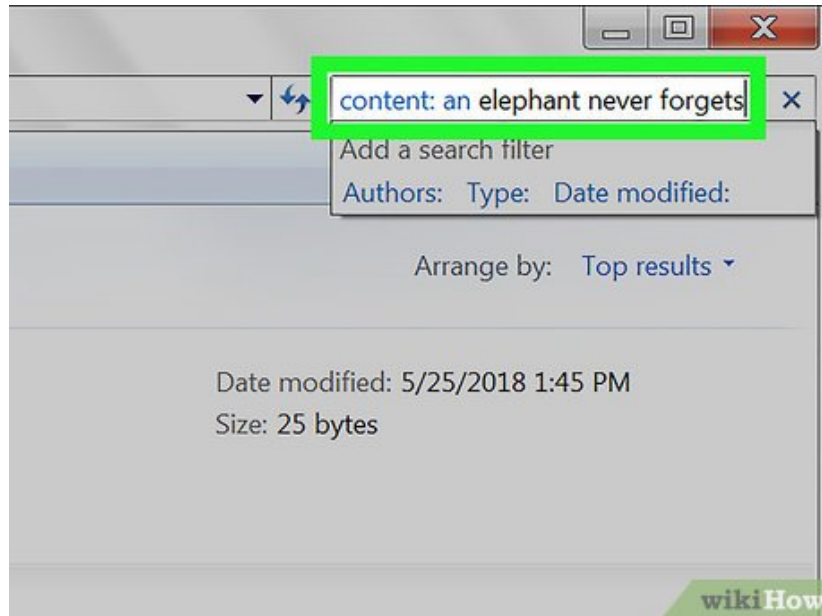 content: an elephant never forgets
Add a search filter
Authors: Type: Date modified:
Arrange by: Top results
Date modified: 5/25/2018 1:45 PM
Size: 25 bytes
wikiHow